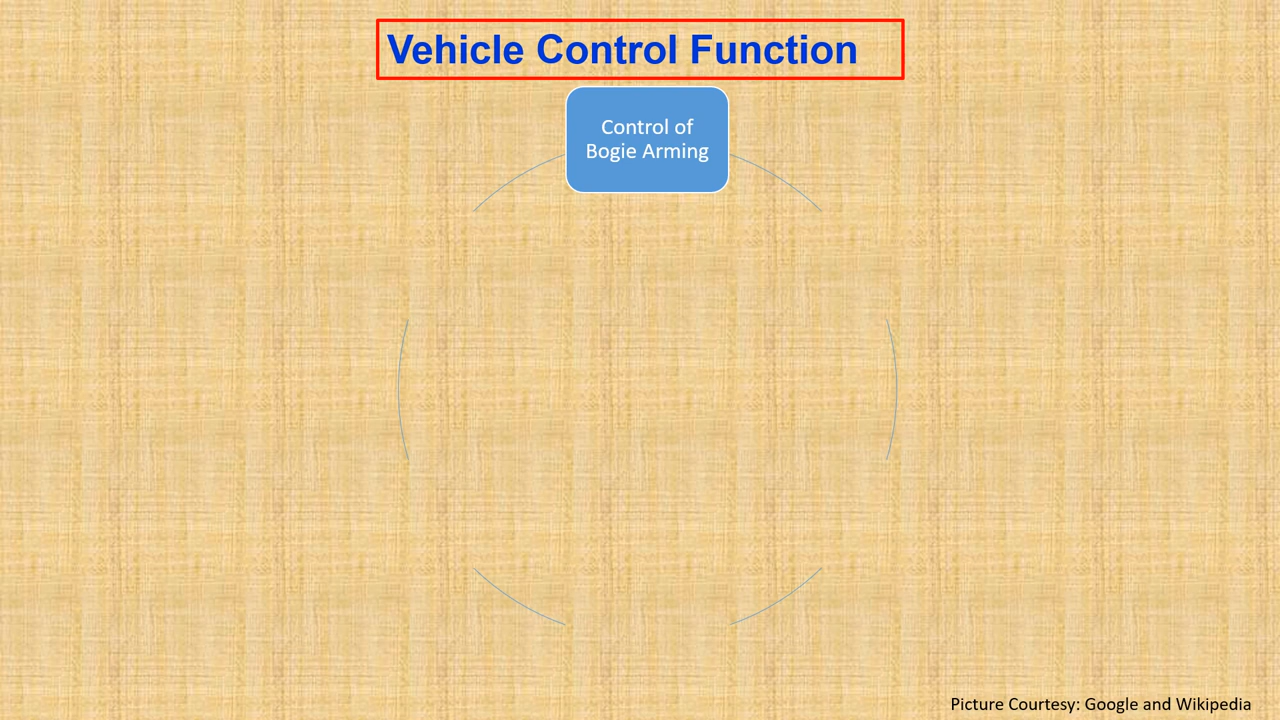 Vehicle Control Function
Control of
Bogie Arming
Picture Courtesy: Google and Wikipedia